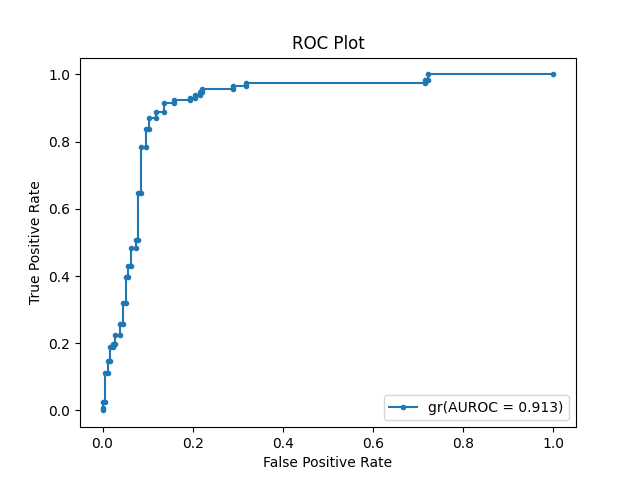 ROC Plot
1.0
0.8
0.6
0.4
0.2
0.0
True Positive Rate
gr(AUROC = 0.913)
0.0 0.2 0.4 0.6 0.8 1.0
False Positive Rate